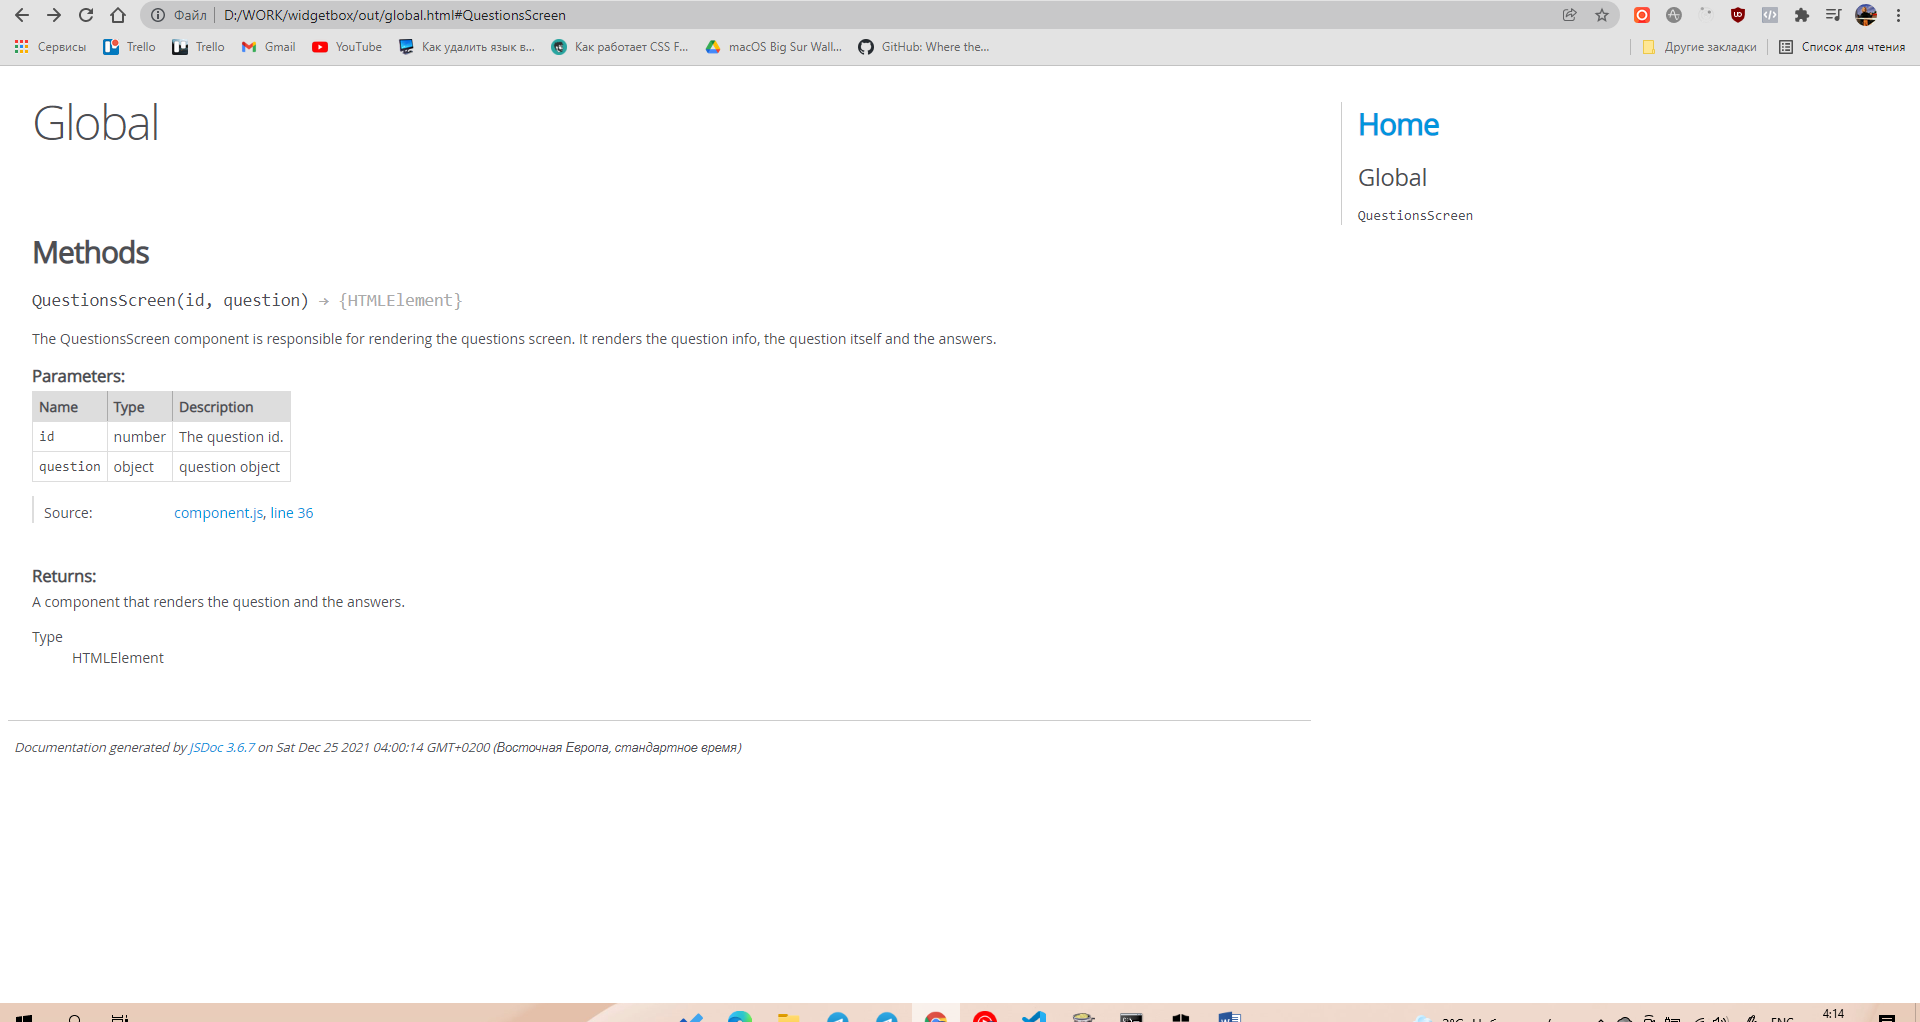 Файл D:/WORK/widgetbox/out/global.html#QuestionsScreen
Сервисы Trello Trello Gmail YouTube Как удалить язык в... Как работает CSS F... macOS Big Sur Wall... GitHub: Where the... Другие закладки Список для чтения
Global
Home
Global
QuestionsScreen
Methods
QuestionsScreen(id, question) → {HTMLElement}
The QuestionsScreen component is responsible for rendering the questions screen. It renders the question info, the question itself and the answers.
Parameters:
Name Type Description
id number The question id.
question object question object
Source: component.js, line 36
Returns:
A component that renders the question and the answers.
Type
HTMLElement
Documentation generated by JSDoc 3.6.7 on Sat Dec 25 2021 04:00:14 GMT+0200 (Восточная Европа, стандартное время)
4:14
ENG